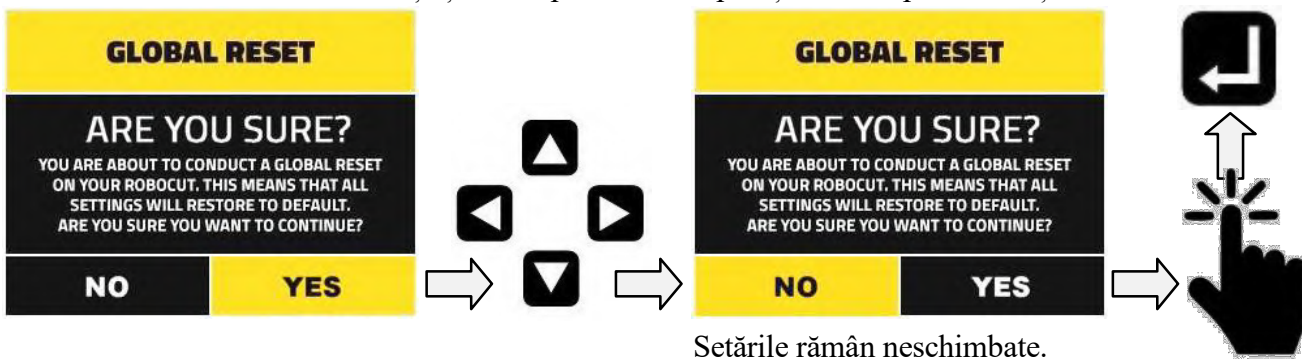 GLOBAL RESET
ARE YOU SURE?
YOU ARE ABOUT TO CONDUCT A GLOBAL RESET
ON YOUR ROBOCUT. THIS MEANS THAT ALL
SETTINGS WILL RESTORE TO DEFAULT.
ARE YOU SURE YOU WANT TO CONTINUE?
NO YES
GLOBAL RESET
ARE YOU SURE?
YOU ARE ABOUT TO CONDUCT A GLOBAL RESET
ON YOUR ROBOCUT. THIS MEANS THAT ALL
SETTINGS WILL RESTORE TO DEFAULT.
ARE YOU SURE YOU WANT TO CONTINUE?
NO YES
Setările rămân neschimbate.